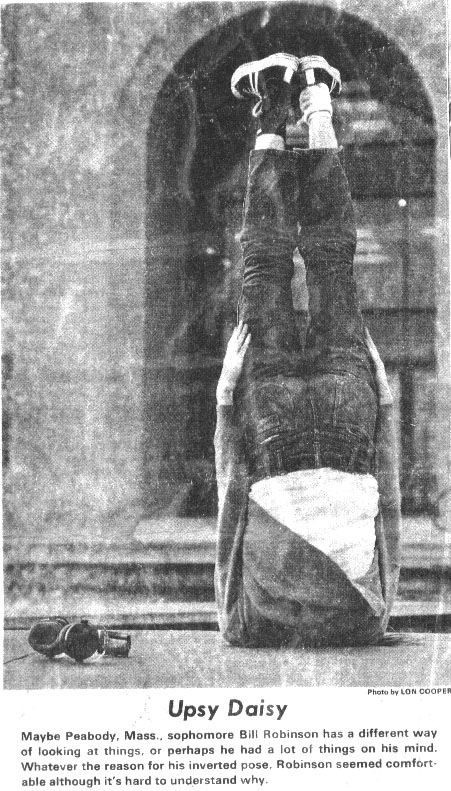 Photo by LON COOPER
Upsy Daisy
Maybe Peabody, Mass., sophomore Bill Robinson has a different way
of looking at things, or perhaps he had a lot of things on his mind.
Whatever the reason for his inverted pose, Robinson seemed comfort-
able although it's hard to understand why.